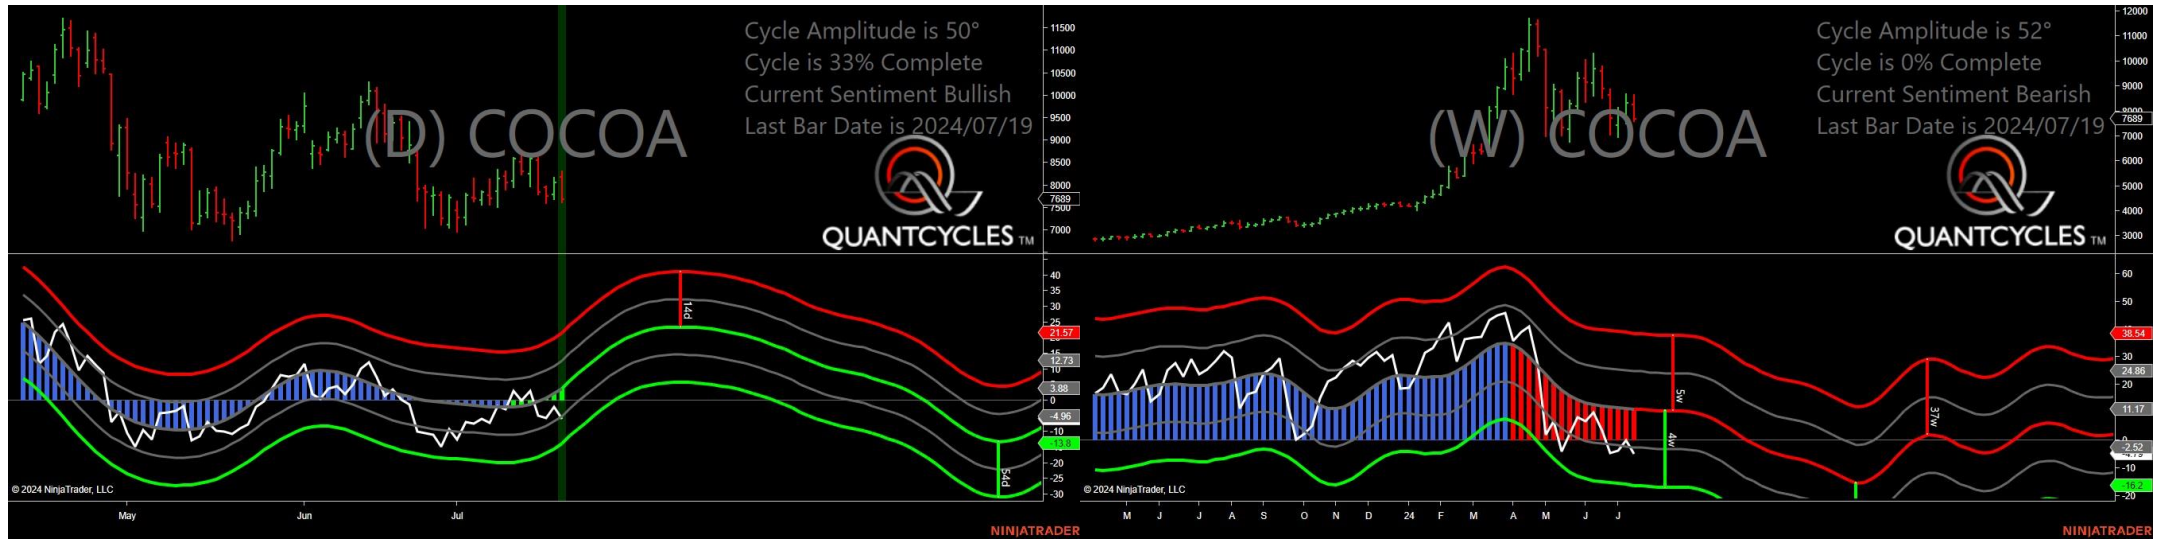 Cycle Amplitude is 50°
Cycle is 33% Complete
Current Sentiment Bullish
Last Bar Date is 2024/07/19
(D) COCOA
QUANTCYCLES TM
11500
11000
10500
10000
9500
9000
8500
8000
7689
7500
7000
40
35
30
25
21.57
15
12.73
10
3.88
0
-4.96
-10
-13.8
-20
-25
-30
14d
54d
© 2024 NinjaTrader, LLC
May Jun Jul
NINJATRADER
Cycle Amplitude is 52°
Cycle is 0% Complete
Current Sentiment Bearish
Last Bar Date is 2024/07/19
(W) COCOA
QUANTCYCLES TM
12000
11000
10000
9000
8000
7689
7000
6000
5000
4000
3000
60
50
38.54
30
24.86
20
11.17
-2.52
-4.79
-10
-16.2
-20
5w
4w
37w
© 2024 NinjaTrader, LLC
M J J A S O N D 24 F M A M J J
NINJATRADER